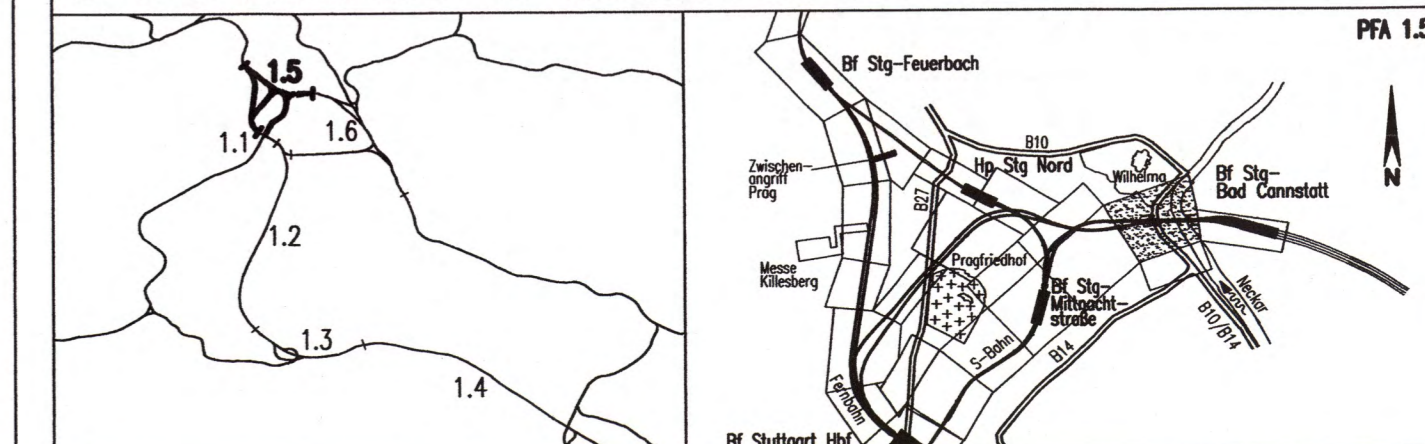 1.5
1.1
1.6
1.2
1.3
1.4
PFA 1.5
Bf Stg-Feuerbach
B10
Hp Stg Nord
Wilhelma
Bf Stg-
Bad Cannstatt
N
Zwischen-
angriff
Prag
B27
Messe
Killesberg
Pragfriedhof
Bf Stg-
Mittnacht-
straße
Neckar
B10/B14
S-Bahn
B14
Fernbahn
Bf Stuttgart Hbf